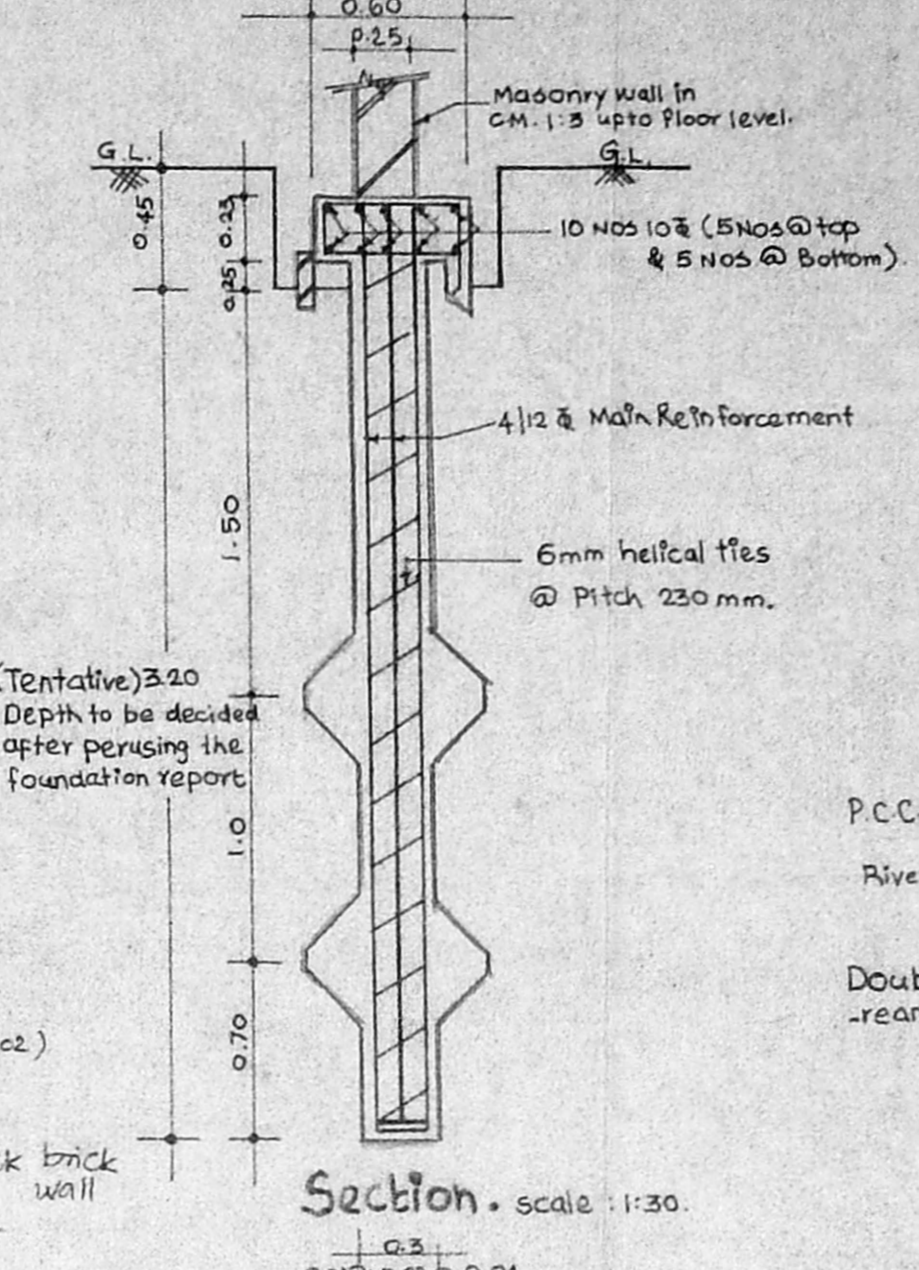 0.60
0.25
Masonry wall in
CM. 1:3 upto floor level.
G.L.
G.L.
0.45
0.23
0.25
10 Nos 10Φ (5Nos@top
& 5 Nos @ Bottom).
4/12 Φ Main Reinforcement
1.50
6mm helical ties
@ Pitch 230 mm.
(Tentative) 3.20
Depth to be decided
after perusing the
foundation report
1.0
P.C.C.
Rive
Doub
-rear
0.70
c2)
k brick
wall
Section. scale : 1:30.
0.3